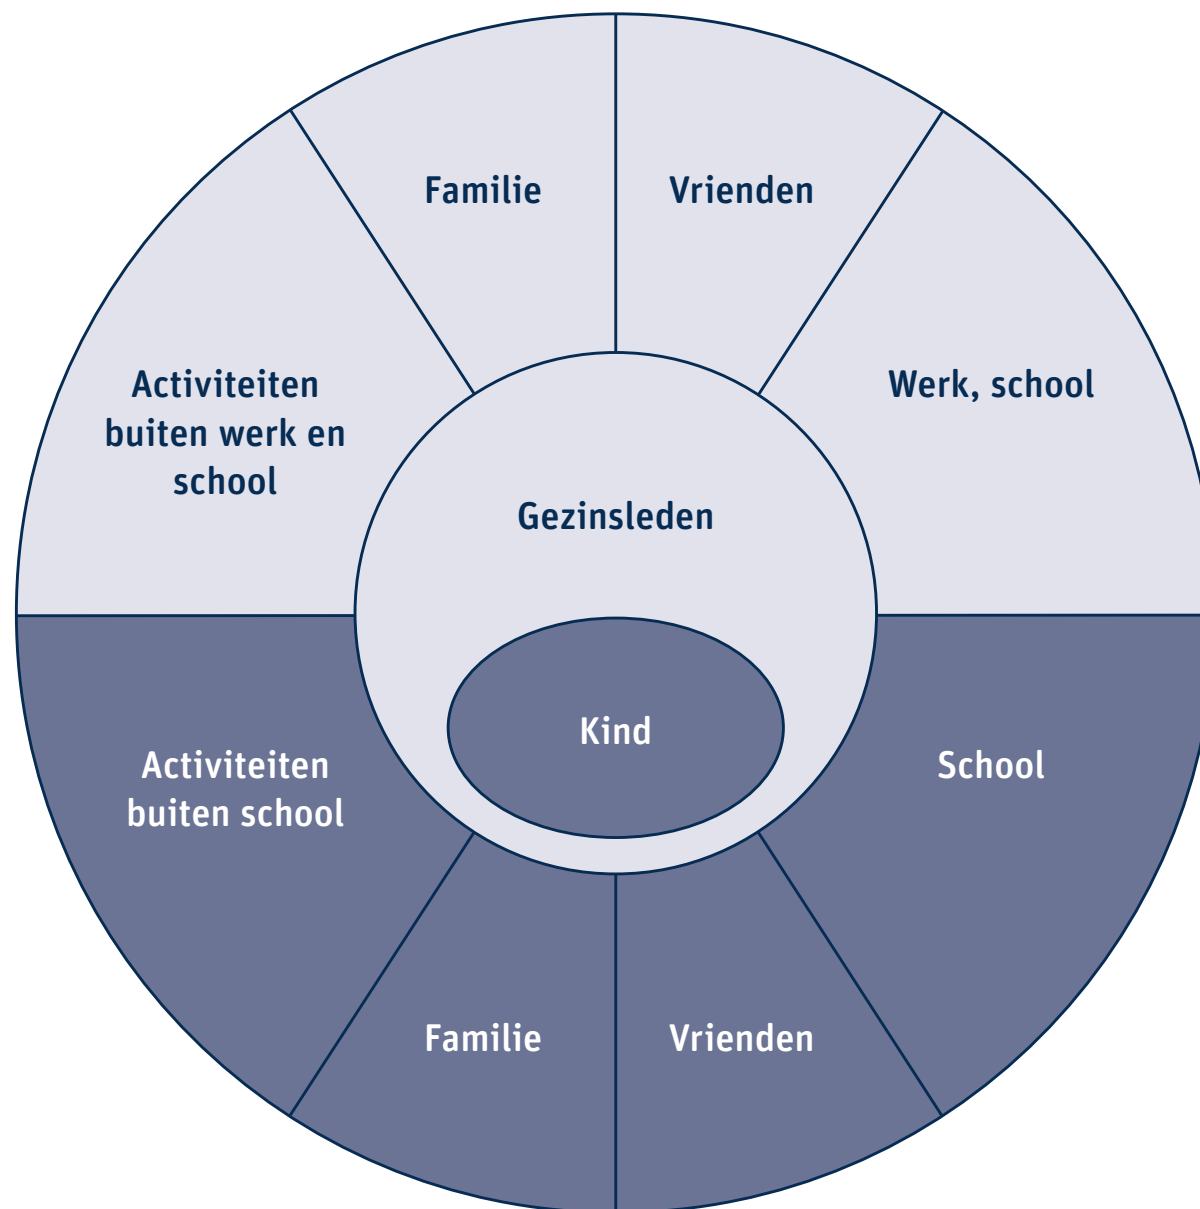 Familie
Vrienden
Activiteiten
buiten werk en
school
Werk, school
Gezinsleden
Kind
Activiteiten
buiten school
School
Familie
Vrienden